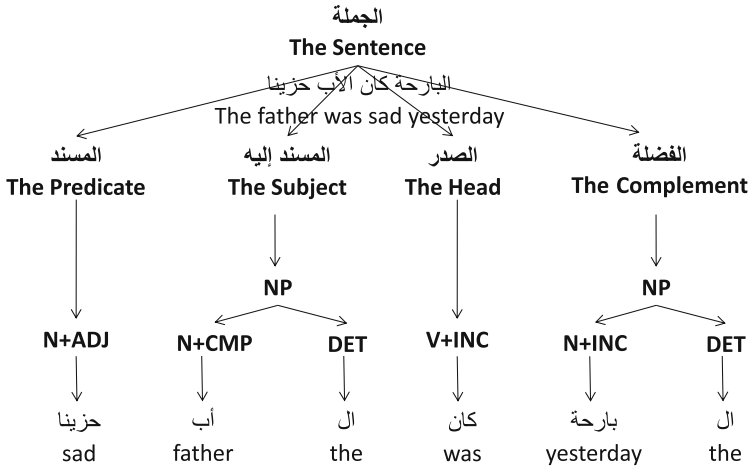 الجملة
The Sentence
البارحة كان الأب حزينا
The father was sad yesterday
المسند المسند إليه الصدر الفضلة
The Predicate The Subject The Head The Complement
NP NP
N+ADJ N+CMP DET V+INC N+INC DET
حزينا أب ال كان بارحة ال
sad father the was yesterday the